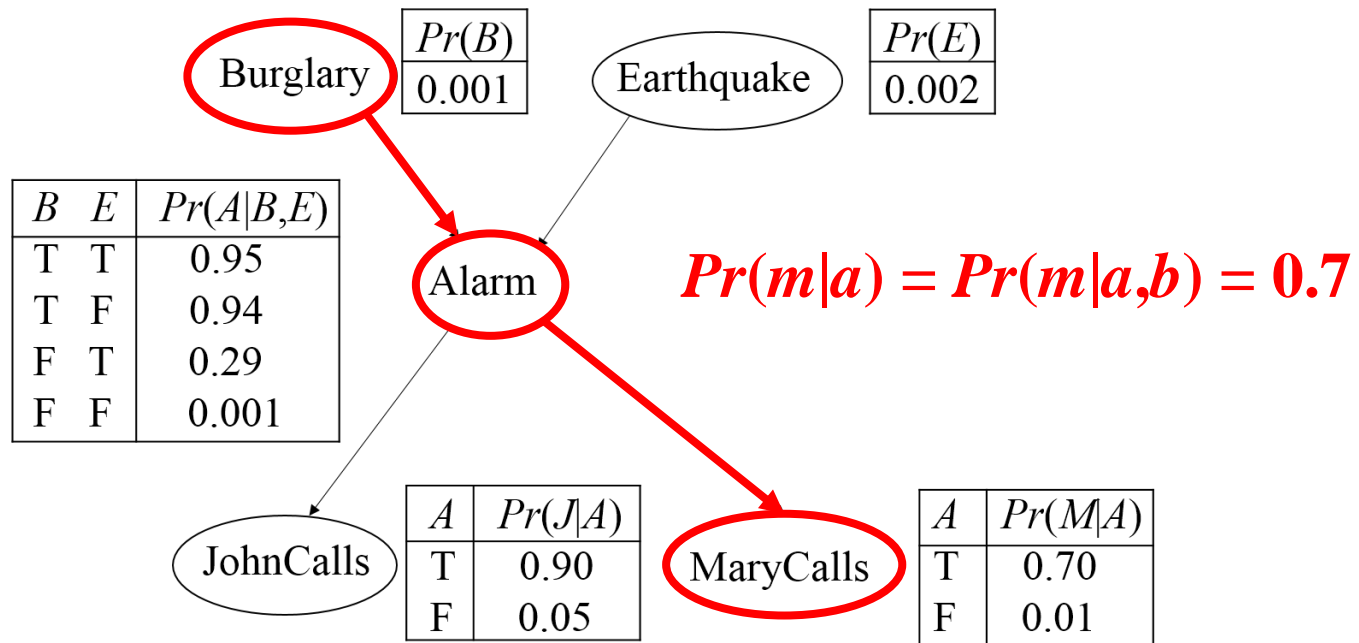 Burglary
Pr(B)
0.001
Earthquake
Pr(E)
0.002
B E Pr(A|B,E)
T T 0.95
T F 0.94
F T 0.29
F F 0.001
Alarm
Pr(m|a) = Pr(m|a,b) = 0.7
JohnCalls
A Pr(J|A)
T 0.90
F 0.05
MaryCalls
A Pr(M|A)
T 0.70
F 0.01